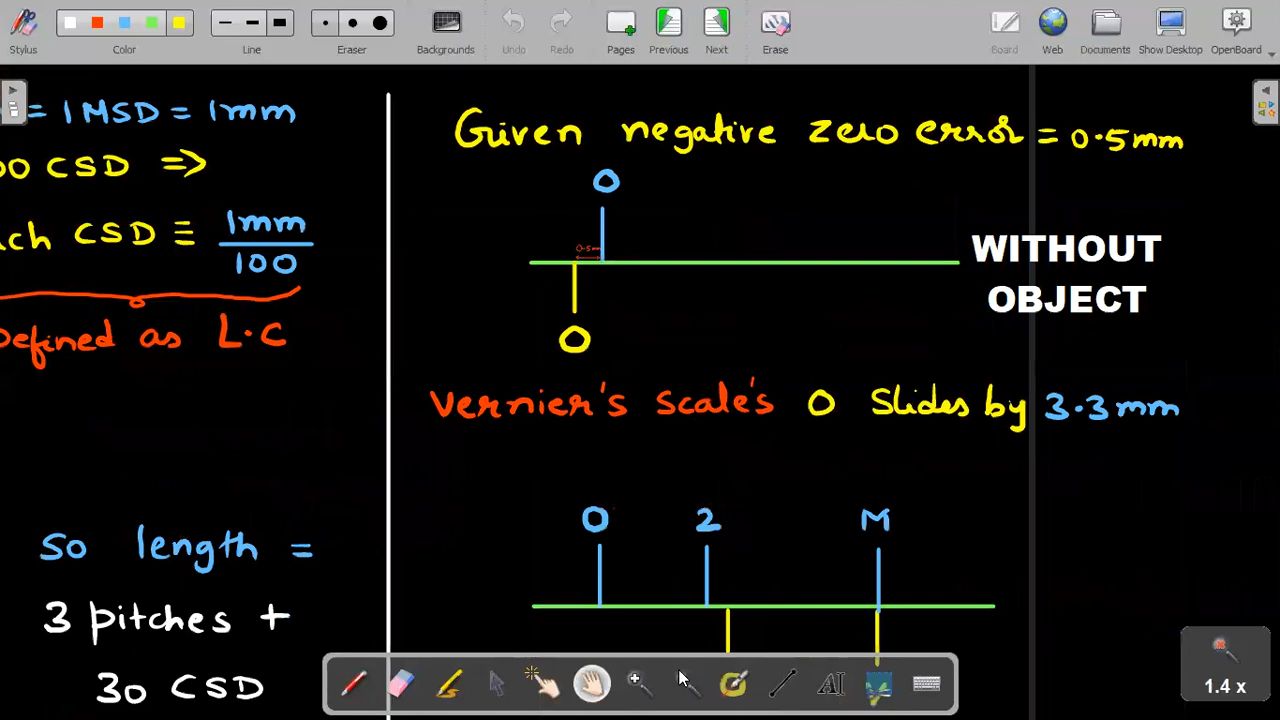 Stylus
Color
Line
Eraser
Backgrounds
Undo
Redo
Pages
Previous
Next
Erase
Board
Web
Documents
Show Desktop
OpenBoard
= 1 MSD = 1mm
00 CSD =>
ach CSD ≡ 1mm
100
Defined as L.C
So length =
3 pitches +
30 CSD
Given negative zero error = 0.5mm
0
0.5m
0
WITHOUT
OBJECT
Vernier's scale's 0 slides by 3.3mm
0 2 M
1.4 x